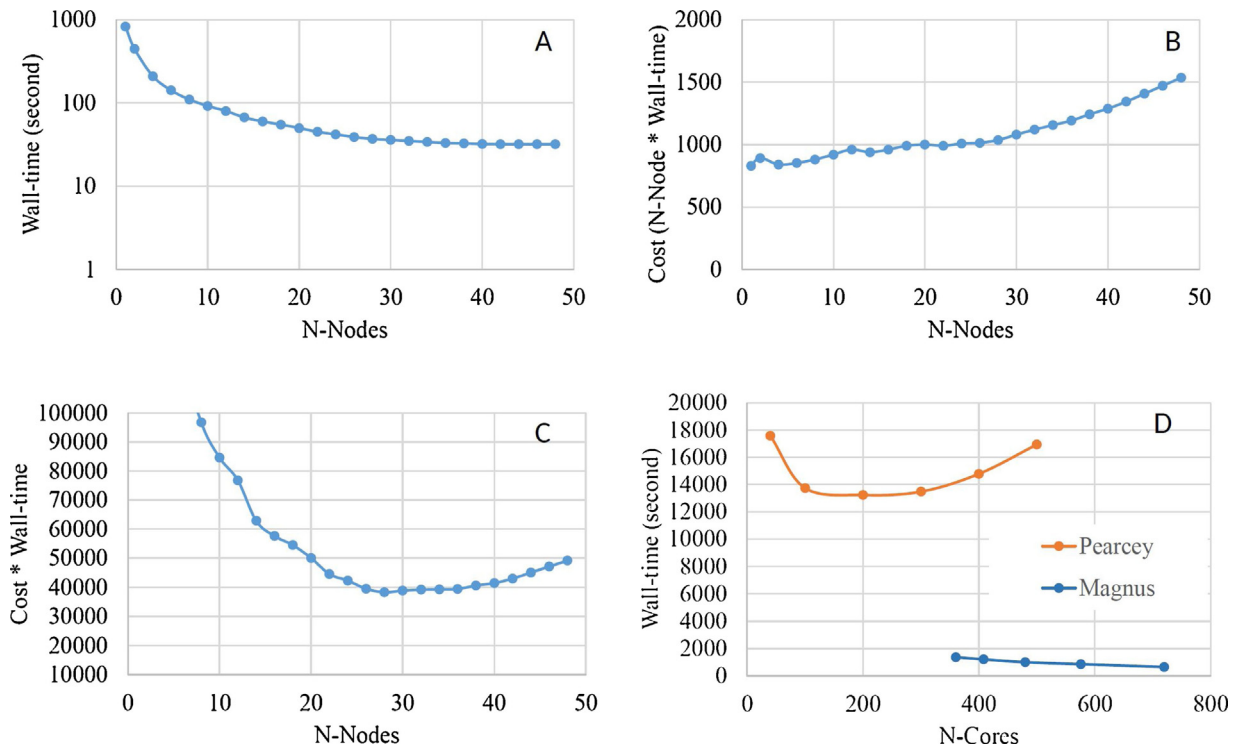 A
Wall-time (second)
1000
100
10
1
0 10 20 30 40 50
N-Nodes
B
Cost (N-Node * Wall-time)
2000
1500
1000
500
0
0 10 20 30 40 50
N-Nodes
C
Cost * Wall-time
100000
90000
80000
70000
60000
50000
40000
30000
20000
10000
0 10 20 30 40 50
N-Nodes
D
Wall-time (second)
20000
18000
16000
14000
12000
10000
8000
6000
4000
2000
0
Pearcey
Magnus
0 200 400 600 800
N-Cores